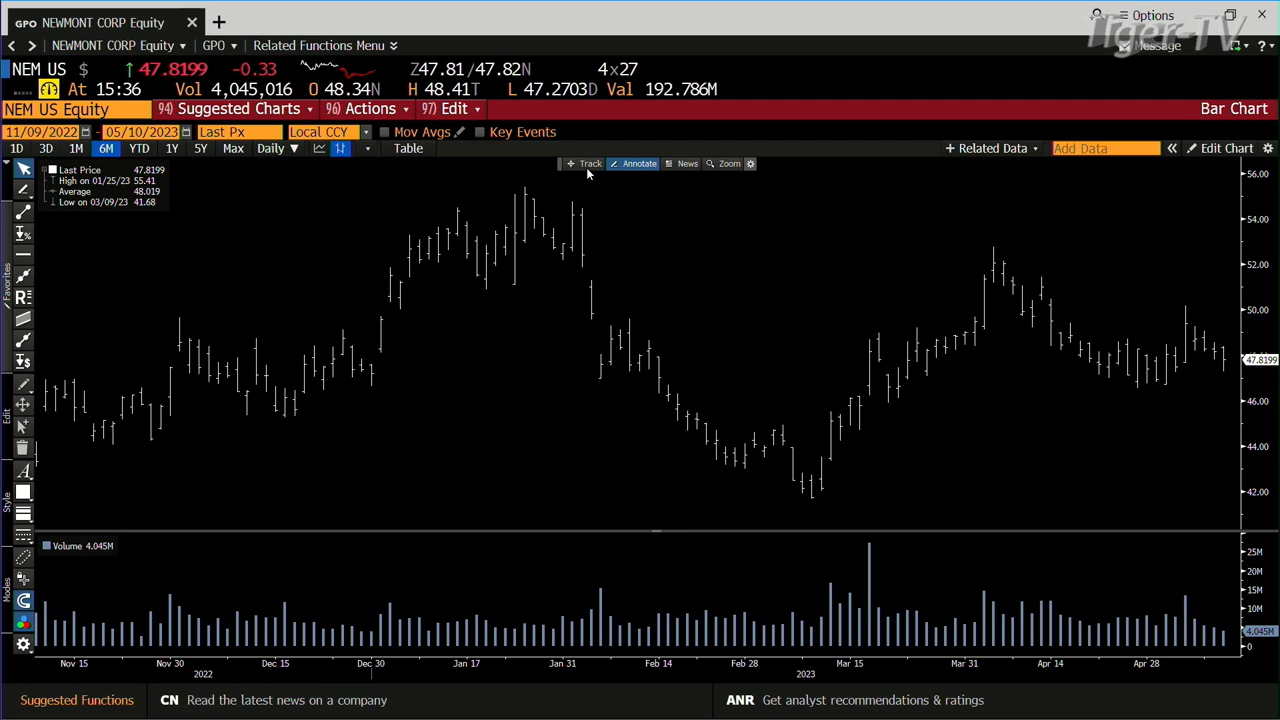 GPO NEWMONT CORP Equity × +
Options
Tiger-TV
< > NEWMONT CORP Equity GPO Related Functions Menu Message ?
NEM US $ ↑ 47.8199 -0.33 Z47.81/47.82N 4x27
At 15:36 Vol 4,045,016 O 48.34N H 48.41T L 47.2703D Val 192.786M
NEM US Equity 94) Suggested Charts 96) Actions 97) Edit Bar Chart
11/09/2022 - 05/10/2023 Last Px Local CCY Mov Avgs Key Events
1D 3D 1M 6M YTD 1Y 5Y Max Daily ▼ Table + Related Data Add Data « Edit Chart
Track Annotate News Zoom
Last Price 47.8199
High on 01/25/23 55.41
Average 48.019
Low on 03/09/23 41.68
Favorites
Edit
Style
Modes
%
R
$
A
56.00
54.00
52.00
50.00
47.8199
46.00
44.00
42.00
Volume 4.045M
25M
20M
15M
10M
4.045M
0
Nov 15 Nov 30 Dec 15 Dec 30 Jan 17 Jan 31 Feb 14 Feb 28 Mar 15 Mar 31 Apr 14 Apr 28
2022 2023
Suggested Functions CN Read the latest news on a company ANR Get analyst recommendations & ratings